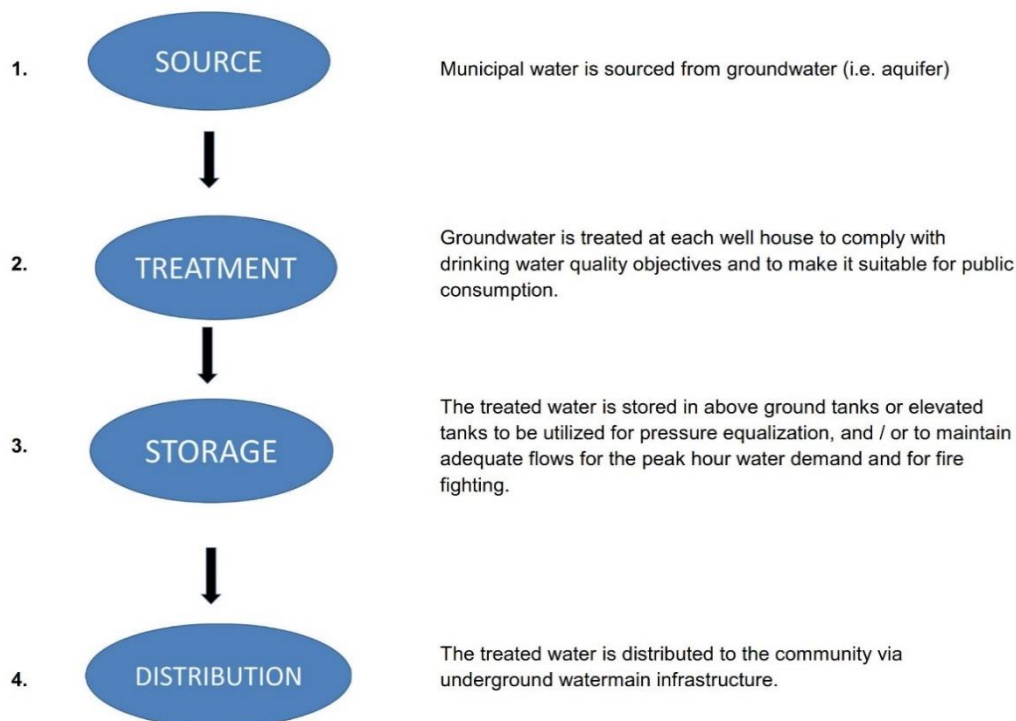 1.
SOURCE
Municipal water is sourced from groundwater (i.e. aquifer)
2.
TREATMENT
Groundwater is treated at each well house to comply with
drinking water quality objectives and to make it suitable for public
consumption.
3.
STORAGE
The treated water is stored in above ground tanks or elevated
tanks to be utilized for pressure equalization, and / or to maintain
adequate flows for the peak hour water demand and for fire
fighting.
4.
DISTRIBUTION
The treated water is distributed to the community via
underground watermain infrastructure.